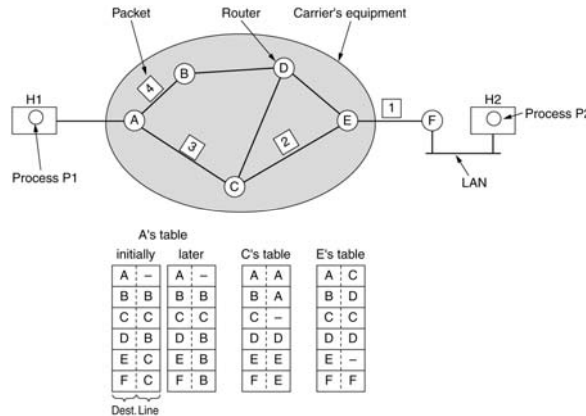 Packet
Router
Carrier's equipment
H1
Process P1
A
4
B
D
3
2
C
E
1
F
H2
Process P2
LAN
A's table
initially later C's table E's table
A – A – A A A C
B B B B B A B D
C C C C C – C C
D B D B D D D D
E C E B E E E –
F C F B F E F F
Dest. Line